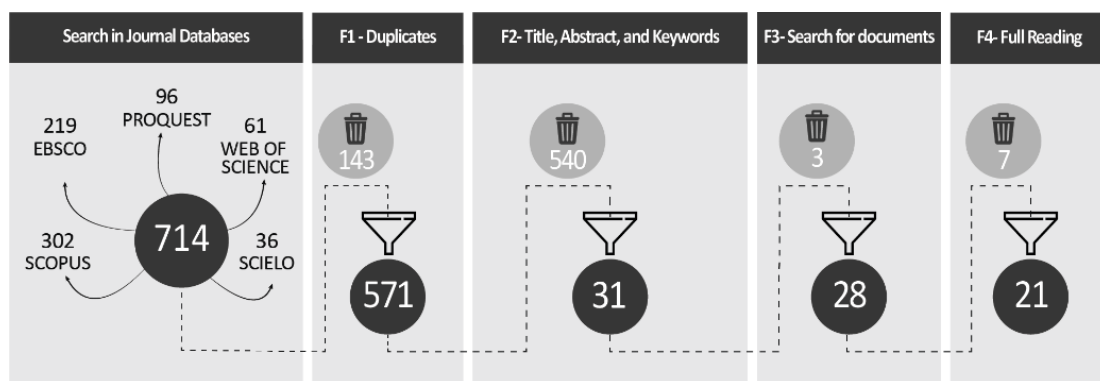 Search in Journal Databases
96
PROQUEST
219
EBSCO
61
WEB OF
SCIENCE
714
302
SCOPUS
36
SCIELO
F1 - Duplicates
143
571
F2- Title, Abstract, and Keywords
540
31
F3- Search for documents
3
28
F4- Full Reading
7
21